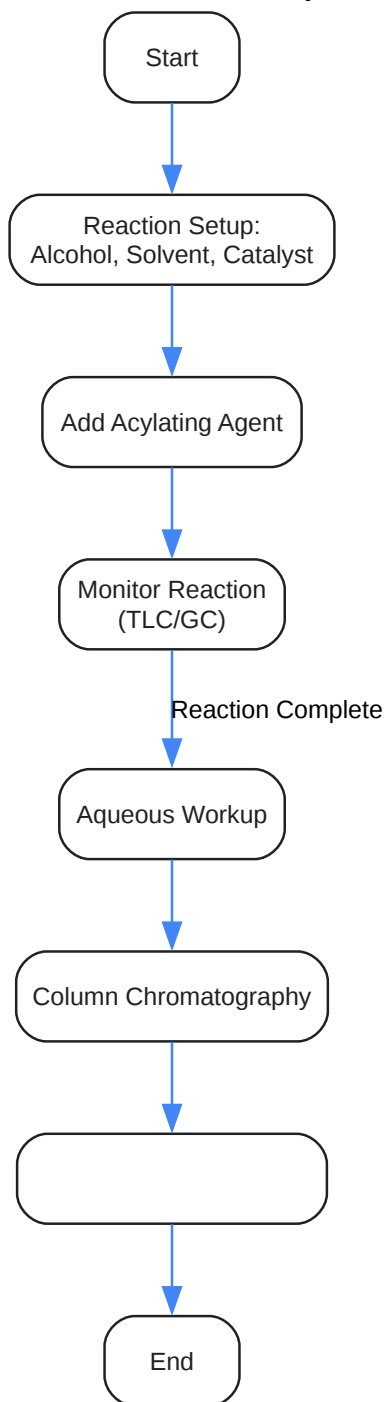 Start
Reaction Setup:
Alcohol, Solvent, Catalyst
Add Acylating Agent
Monitor Reaction
(TLC/GC)
Reaction Complete
Aqueous Workup
Column Chromatography
End